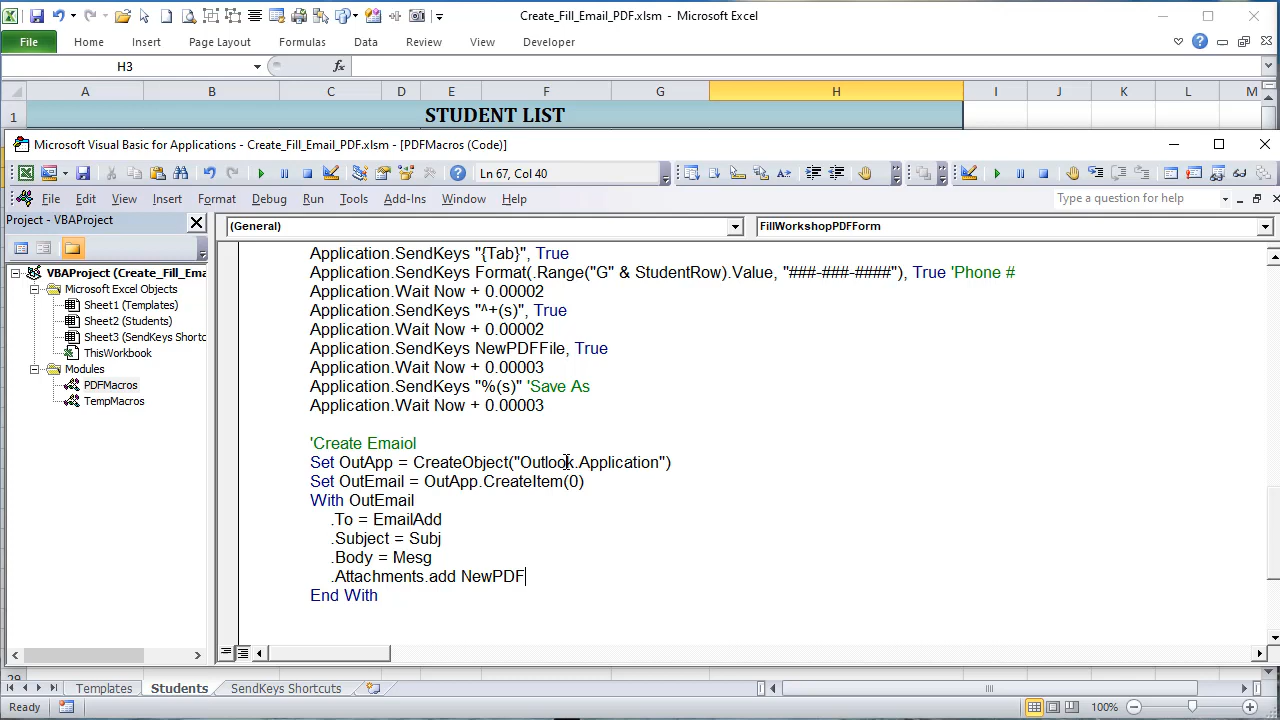 Create_Fill_Email_PDF.xlsm - Microsoft Excel
File Home Insert Page Layout Formulas Data Review View Developer
H3 fx
A B C D E F G H I J K L M
1 STUDENT LIST
Microsoft Visual Basic for Applications - Create_Fill_Email_PDF.xlsm - [PDFMacros (Code)]
Ln 67, Col 40
File Edit View Insert Format Debug Run Tools Add-Ins Window Help Type a question for help
Project - VBAProject
(General) FillWorkshopPDFForm
VBAProject (Create_Fill_Ema
Microsoft Excel Objects
Sheet1 (Templates)
Sheet2 (Students)
Sheet3 (SendKeys Shortc
ThisWorkbook
Modules
PDFMacros
TempMacros
Application.SendKeys "{Tab}", True
Application.SendKeys Format(.Range("G" & StudentRow).Value, "###-###-####"), True 'Phone #
Application.Wait Now + 0.00002
Application.SendKeys "^+(s)", True
Application.Wait Now + 0.00002
Application.SendKeys NewPDFFile, True
Application.Wait Now + 0.00003
Application.SendKeys "%(s)" 'Save As
Application.Wait Now + 0.00003
'Create Emaiol
Set OutApp = CreateObject("Outlook.Application")
Set OutEmail = OutApp.CreateItem(0)
With OutEmail
.To = EmailAdd
.Subject = Subj
.Body = Mesg
.Attachments.add NewPDF
End With
29
Templates Students SendKeys Shortcuts
Ready 100%